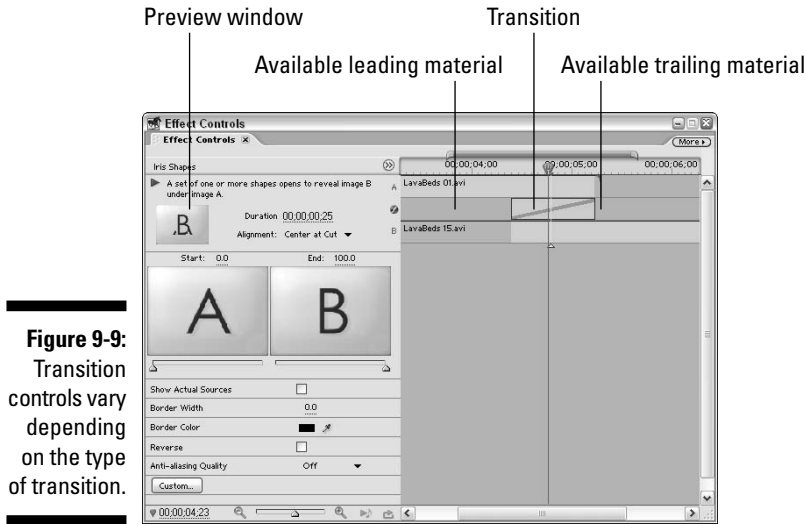 Preview window
Transition
Available leading material
Available trailing material
Effect Controls
Effect Controls x
More
Iris Shapes
00;00;04;00
00;00;05;00
00;00;06;00
A set of one or more shapes opens to reveal image B
under image A.
A
LavaBeds 01.avi
B
Duration 00;00;00;25
Alignment: Center at Cut
B
LavaBeds 15.avi
Start: 0.0
End: 100.0
A
B
Show Actual Sources
Border Width 0.0
Border Color
Reverse
Anti-aliasing Quality Off
Custom...
00;00;04;23
Figure 9-9:
Transition
controls vary
depending
on the type
of transition.